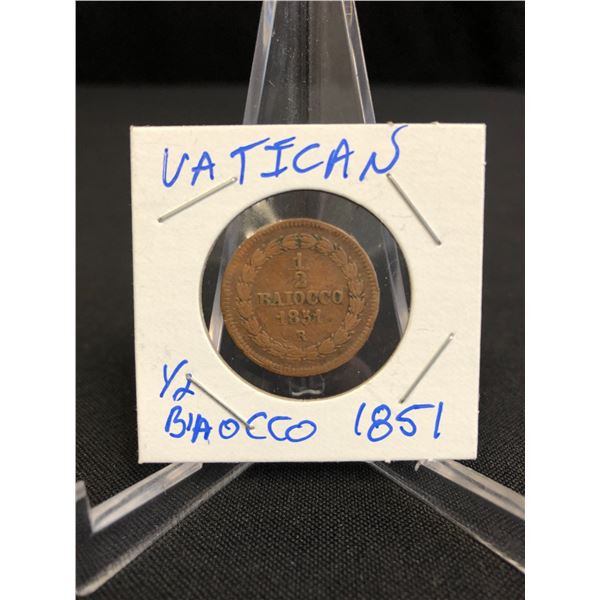 VATICAN
1
2
BAIOCCO
1851
R
1/2
BIAOCCO 1851